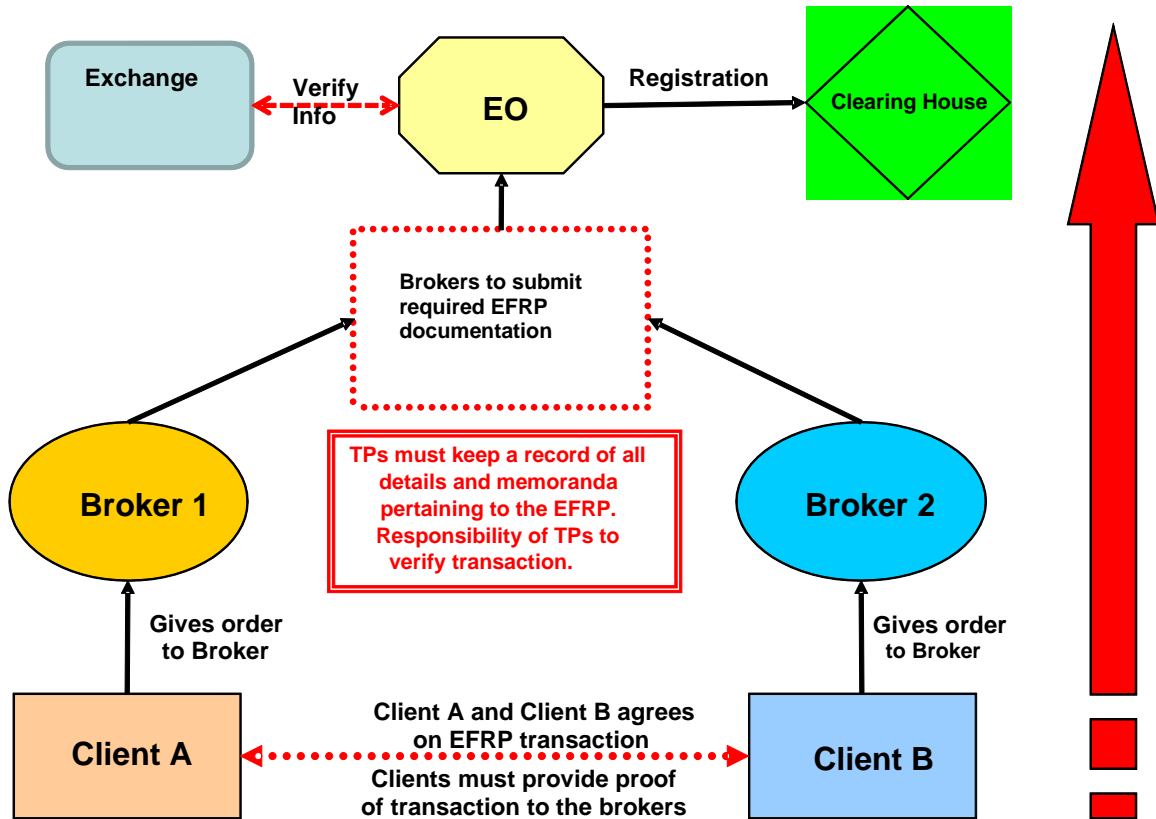 Exchange
Verify
Info
EO
Registration
Clearing House
Brokers to submit
required EFRP
documentation
Broker 1
TPs must keep a record of all
details and memoranda
pertaining to the EFRP.
Responsibility of TPs to
verify transaction.
Broker 2
Gives order
to Broker
Gives order
to Broker
Client A
Client A and Client B agrees
on EFRP transaction
Clients must provide proof
of transaction to the brokers
Client B